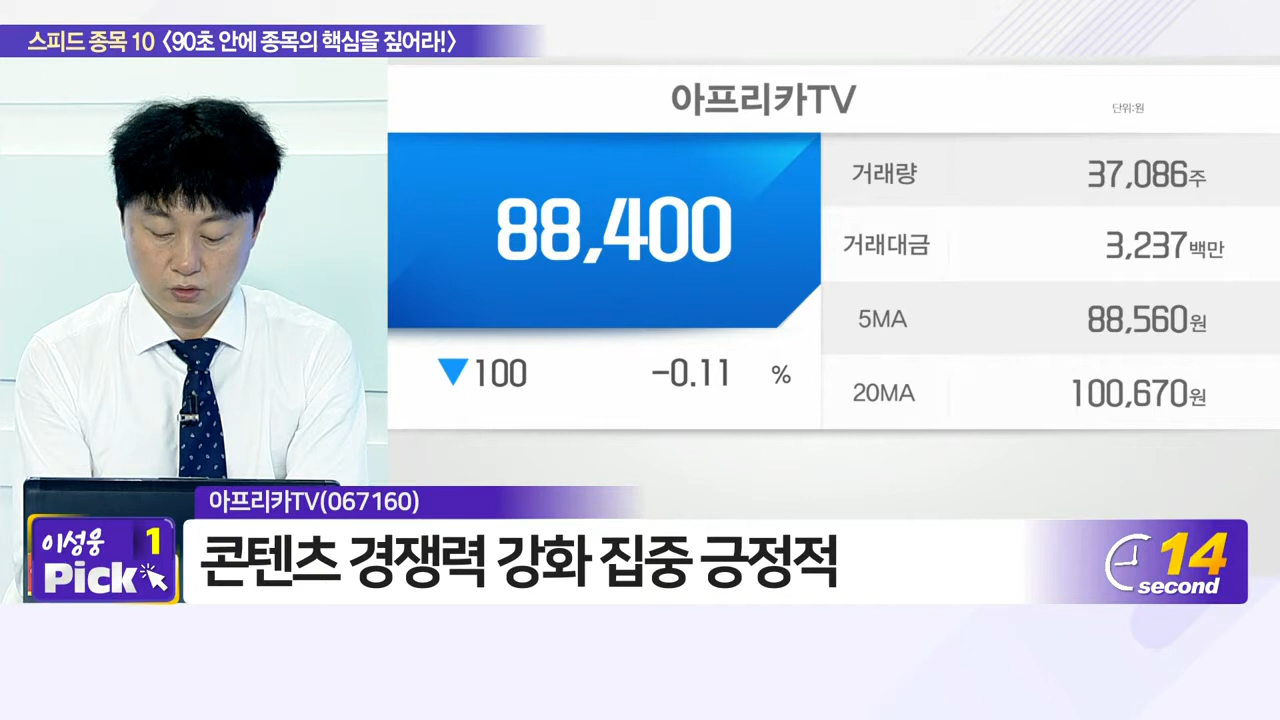 스피드 종목 10 <90초 안에 종목의 핵심을 짚어라!>
아프리카TV
단위:원
88,400
▼100 -0.11 %
거래량 37,086주
거래대금 3,237백만
5MA 88,560원
20MA 100,670원
아프리카TV(067160)
이성웅 1
Pick
콘텐츠 경쟁력 강화 집중 긍정적
14
second